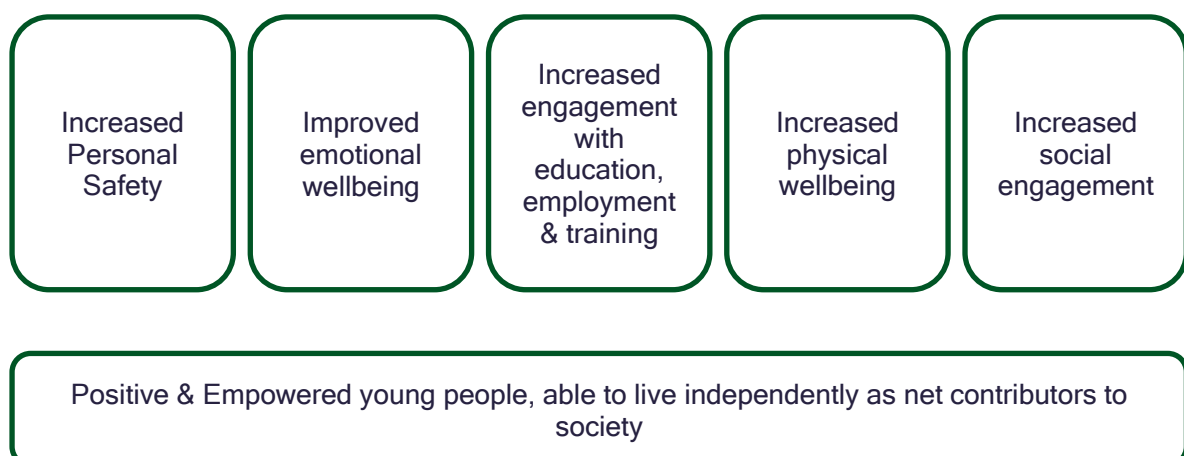 Increased
Personal
Safety
Improved
emotional
wellbeing
Increased
engagement
with
education,
employment
& training
Increased
physical
wellbeing
Increased
social
engagement
Positive & Empowered young people, able to live independently as net contributors to
society